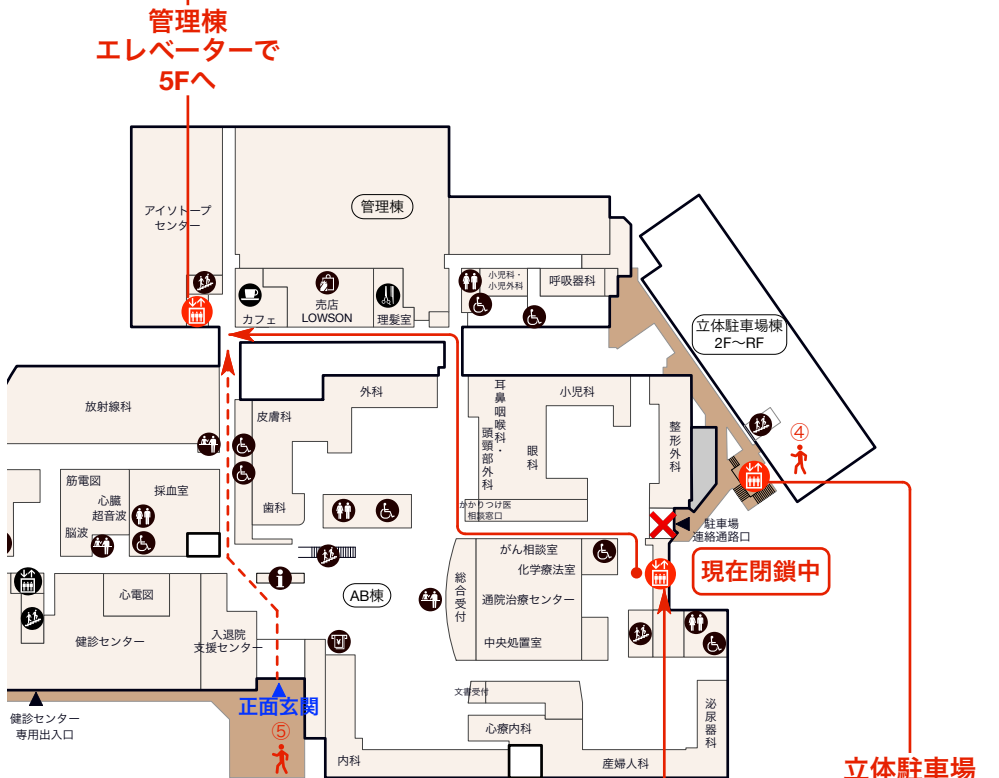 管理棟
エレベーターで
5Fへ
アイソトープ
センター
管理棟
カフェ
売店
LOWSON
理髪室
小児科・
小児外科
呼吸器科
立体駐車場棟
2F〜RF
放射線科
皮膚科
外科
耳鼻咽喉科・
頭頸部外科
眼科
小児科
整形外科
④
筋電図
心臓
超音波
脳波
採血室
歯科
かかりつけ医
相談窓口
駐車場
連絡通路口
現在閉鎖中
心電図
健診センター
入退院
支援センター
AB棟
総合受付
がん相談室
化学療法室
通院治療センター
中央処置室
正面玄関
⑤
健診センター
専用出入口
文書受付
心療内科
内科
産婦人科
泌尿器科
立体駐車場